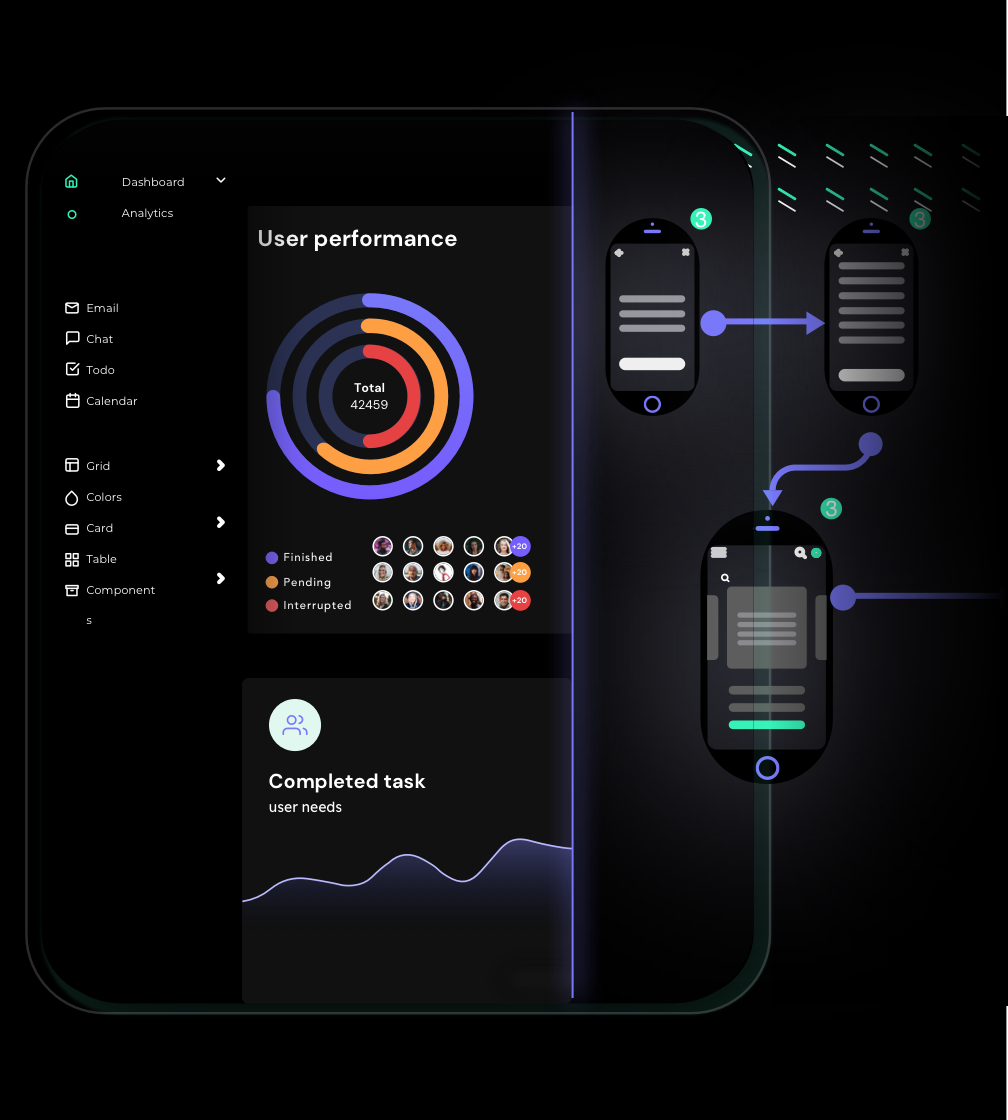 Dashboard
Analytics
Email
Chat
Todo
Calendar
Grid
Colors
Card
Table
Component
s
User performance
Total
42459
Finished
+20
Pending
+20
Interrupted
+20
Completed task
user needs
3
3
3